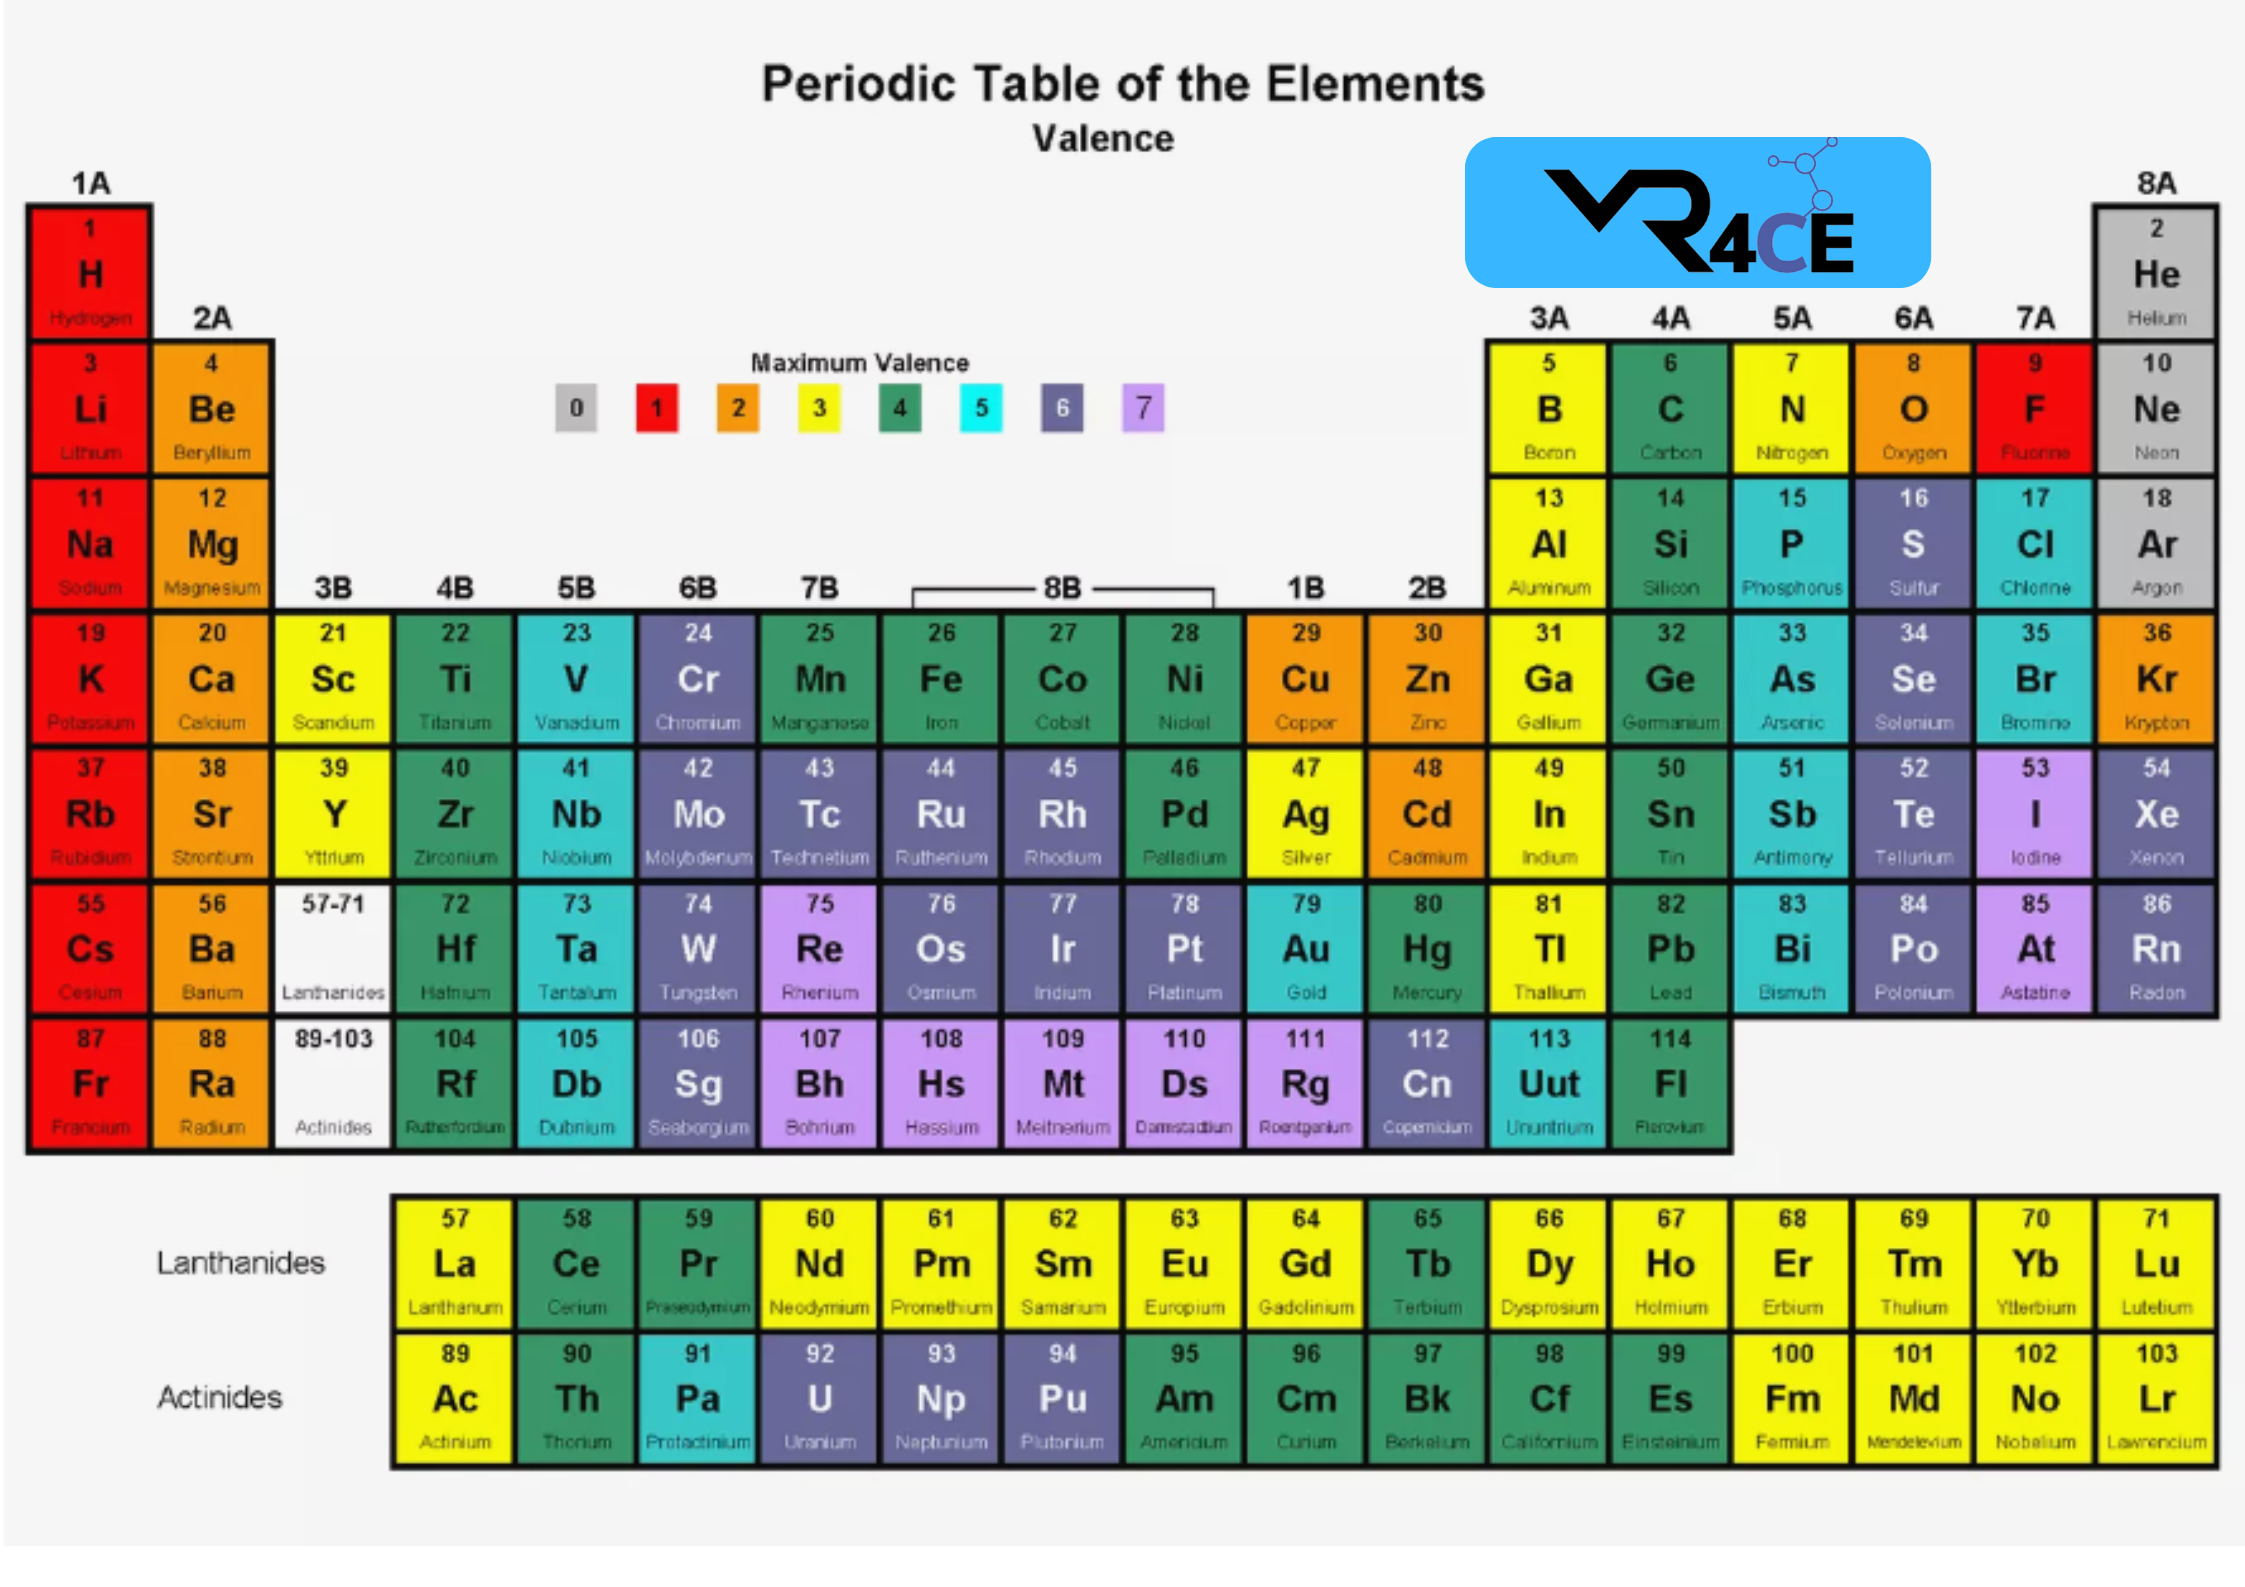 Periodic Table of the Elements
Valence
VR4CE
1A 8A
1 2
H He
Hydrogen Helium
2A 3A 4A 5A 6A 7A
Maximum Valence
0 1 2 3 4 5 6 7
3 4 5 6 7 8 9 10
Li Be B C N O F Ne
Lithium Beryllium Boron Carbon Nitrogen Oxygen Fluorine Neon
11 12 13 14 15 16 17 18
Na Mg Al Si P S Cl Ar
Sodium Magnesium Aluminum Silicon Phosphorus Sulfur Chlorine Argon
3B 4B 5B 6B 7B 8B 1B 2B
19 20 21 22 23 24 25 26 27 28 29 30 31 32 33 34 35 36
K Ca Sc Ti V Cr Mn Fe Co Ni Cu Zn Ga Ge As Se Br Kr
Potassium Calcium Scandium Titanium Vanadium Chromium Manganese Iron Cobalt Nickel Copper Zinc Gallium Germanium Arsenic Selenium Bromine Krypton
37 38 39 40 41 42 43 44 45 46 47 48 49 50 51 52 53 54
Rb Sr Y Zr Nb Mo Tc Ru Rh Pd Ag Cd In Sn Sb Te I Xe
Rubidium Strontium Yttrium Zirconium Niobium Molybdenum Technetium Ruthenium Rhodium Palladium Silver Cadmium Indium Tin Antimony Tellurium Iodine Xenon
55 56 57-71 72 73 74 75 76 77 78 79 80 81 82 83 84 85 86
Cs Ba Hf Ta W Re Os Ir Pt Au Hg Tl Pb Bi Po At Rn
Cesium Barium Lanthanides Hafnium Tantalum Tungsten Rhenium Osmium Iridium Platinum Gold Mercury Thallium Lead Bismuth Polonium Astatine Radon
87 88 89-103 104 105 106 107 108 109 110 111 112 113 114
Fr Ra Rf Db Sg Bh Hs Mt Ds Rg Cn Uut Fl
Francium Radium Actinides Rutherfordium Dubnium Seaborgium Bohrium Hassium Meitnerium Darmstadtium Roentgenium Copernicium Ununtrium Flerovium
57 58 59 60 61 62 63 64 65 66 67 68 69 70 71
Lanthanides La Ce Pr Nd Pm Sm Eu Gd Tb Dy Ho Er Tm Yb Lu
Lanthanum Cerium Praseodymium Neodymium Promethium Samarium Europium Gadolinium Terbium Dysprosium Holmium Erbium Thulium Ytterbium Lutetium
89 90 91 92 93 94 95 96 97 98 99 100 101 102 103
Actinides Ac Th Pa U Np Pu Am Cm Bk Cf Es Fm Md No Lr
Actinium Thorium Protactinium Uranium Neptunium Plutonium Americium Curium Berkelium Californium Einsteinium Fermium Mendelevium Nobelium Lawrencium